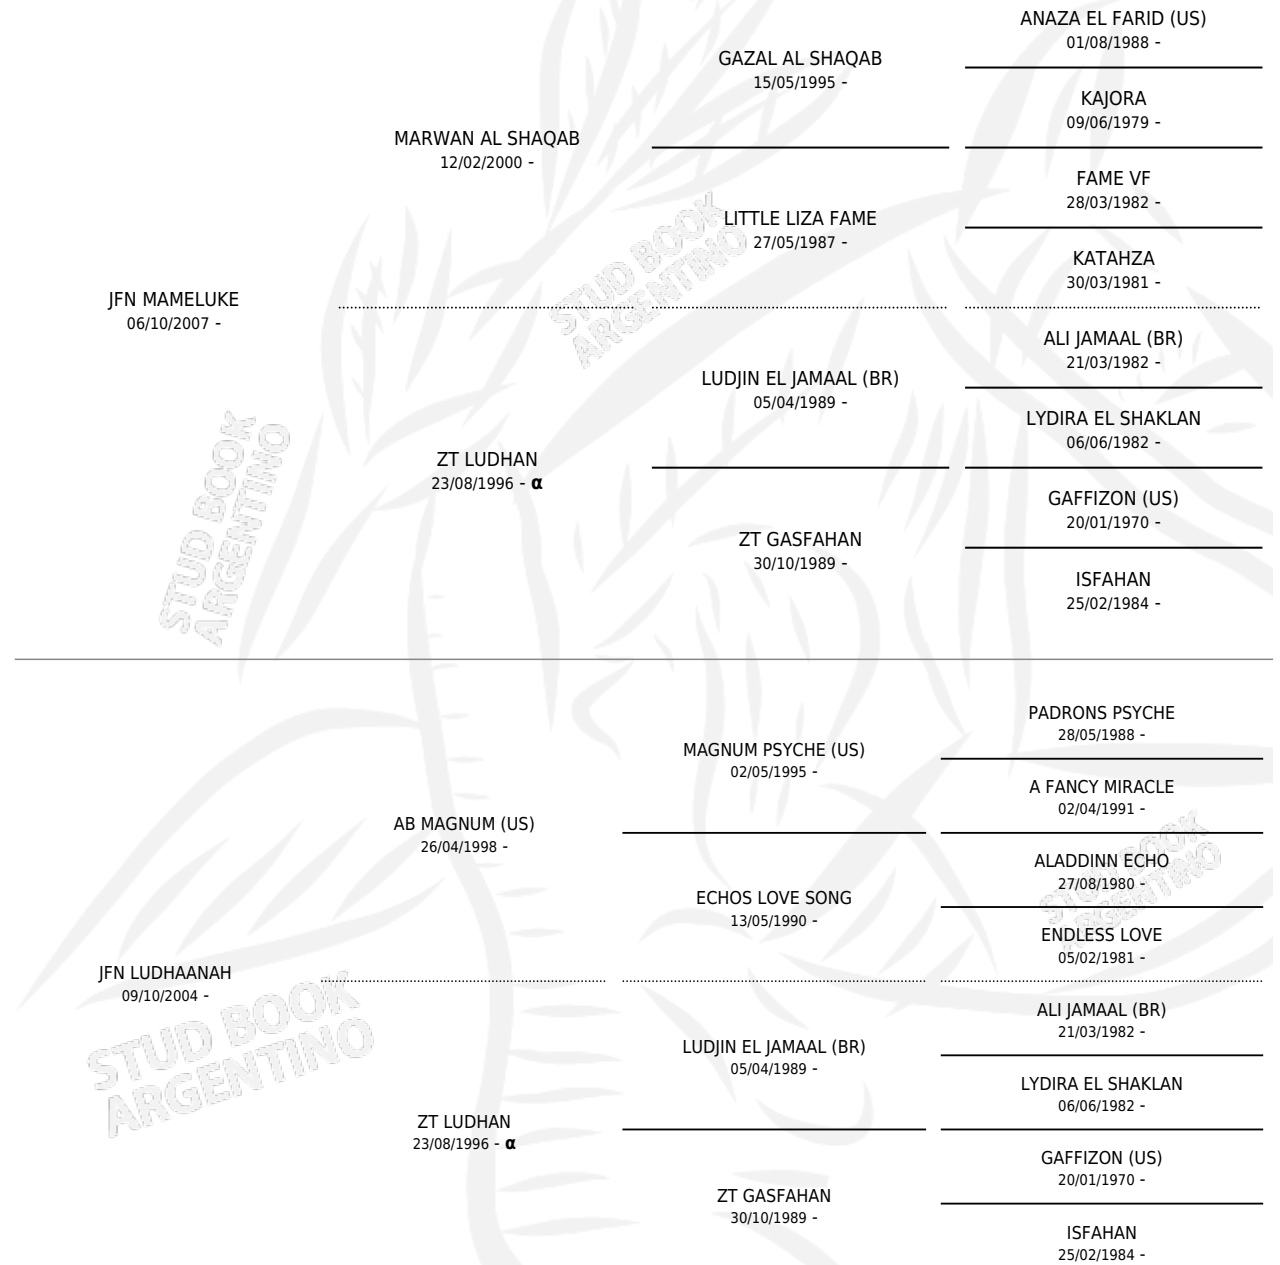 ANAZA EL FARID (US)
01/08/1988 -
GAZAL AL SHAQAB
15/05/1995 -
KAJORA
09/06/1979 -
MARWAN AL SHAQAB
12/02/2000 -
FAME VF
28/03/1982 -
LITTLE LIZA FAME
27/05/1987 -
KATAHZA
30/03/1981 -
JFN MAMELUKE
06/10/2007 -
ALI JAMAAL (BR)
21/03/1982 -
LUDJIN EL JAMAAL (BR)
05/04/1989 -
LYDIRA EL SHAKLAN
06/06/1982 -
ZT LUDHAN
23/08/1996 - α
GAFFIZON (US)
20/01/1970 -
ZT GASFAHAN
30/10/1989 -
ISFAHAN
25/02/1984 -
STUD BOOK
ARGENTINO
STUD BOOK
ARGENTINO
PADRONS PSYCHE
28/05/1988 -
MAGNUM PSYCHE (US)
02/05/1995 -
A FANCY MIRACLE
02/04/1991 -
AB MAGNUM (US)
26/04/1998 -
ALADDINN ECHO
27/08/1980 -
ECHOS LOVE SONG
13/05/1990 -
ENDLESS LOVE
05/02/1981 -
JFN LUDHAANAH
09/10/2004 -
ALI JAMAAL (BR)
21/03/1982 -
LUDJIN EL JAMAAL (BR)
05/04/1989 -
LYDIRA EL SHAKLAN
06/06/1982 -
ZT LUDHAN
23/08/1996 - α
GAFFIZON (US)
20/01/1970 -
ZT GASFAHAN
30/10/1989 -
ISFAHAN
25/02/1984 -
STUD BOOK
ARGENTINO
STUD BOOK
ARGENTINO